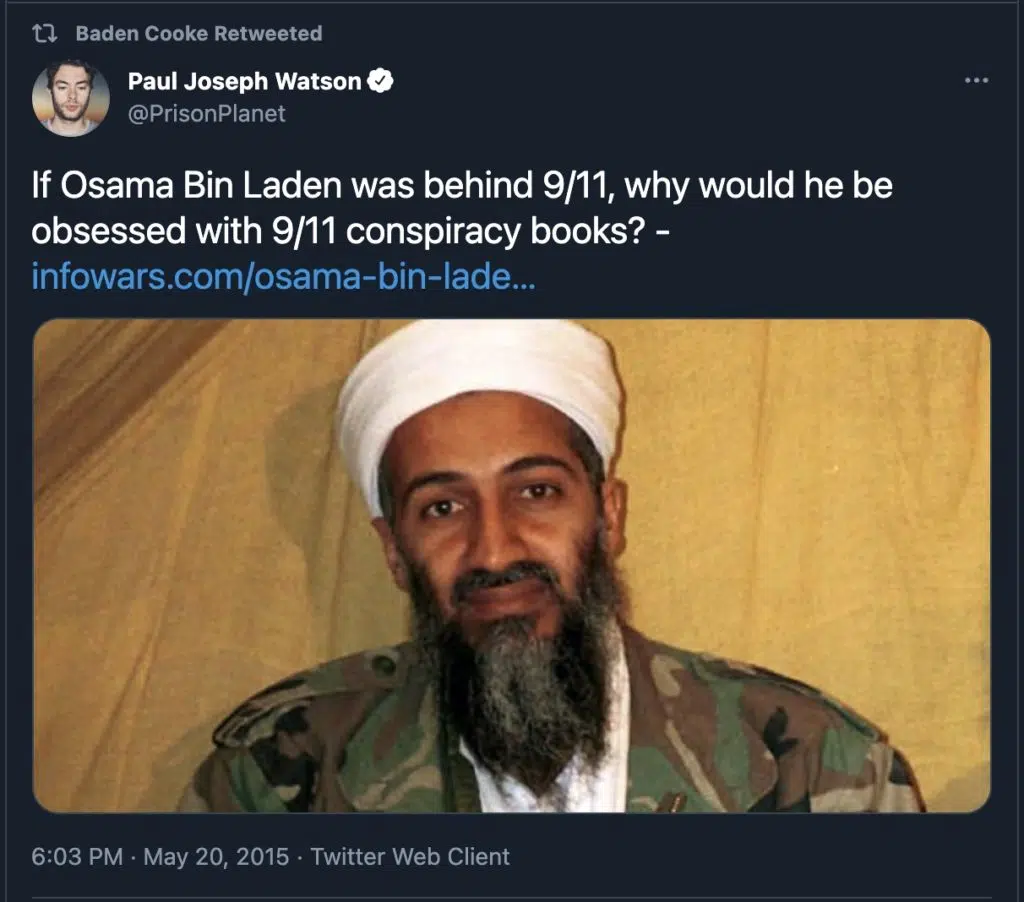 Baden Cooke Retweeted
Paul Joseph Watson
@PrisonPlanet
If Osama Bin Laden was behind 9/11, why would he be
obsessed with 9/11 conspiracy books? -
infowars.com/osama-bin-lade...
6:03 PM · May 20, 2015 · Twitter Web Client